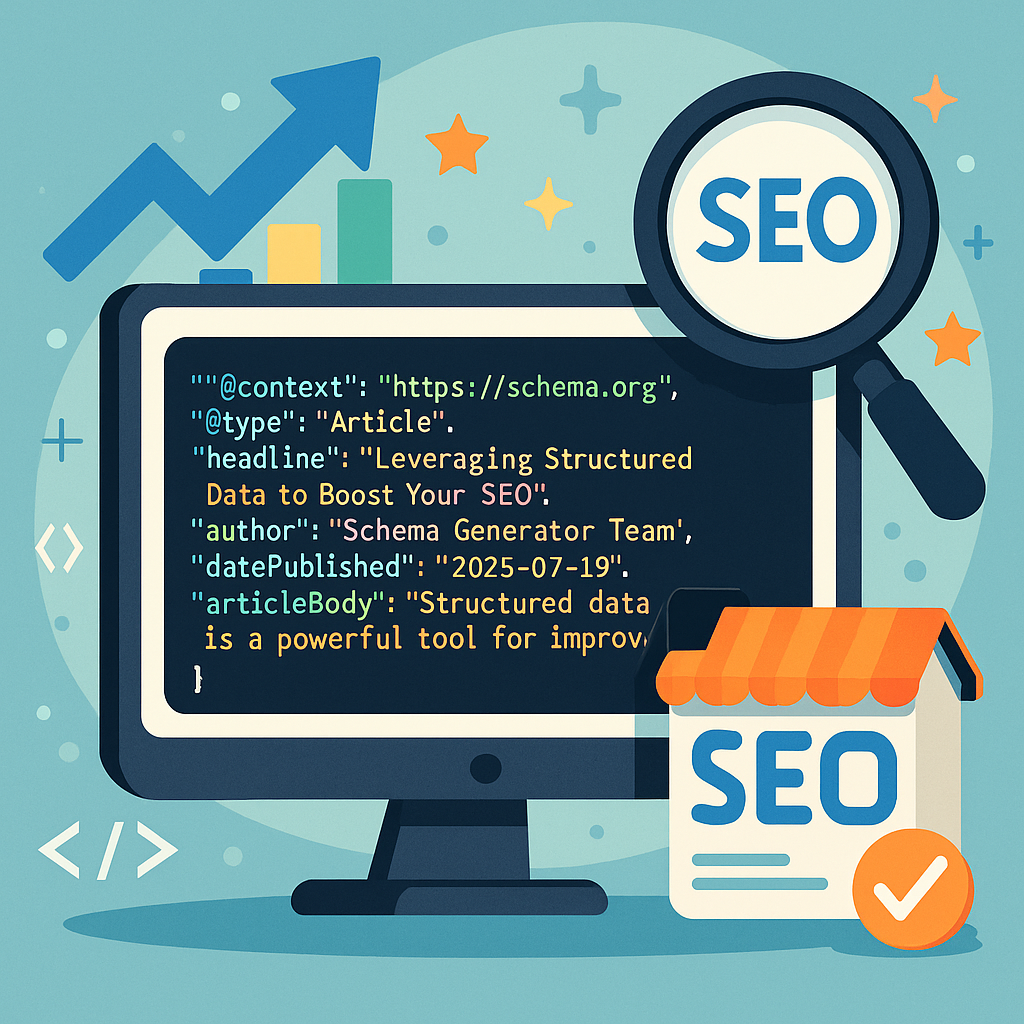 SEO
""@context": "https://schema.org",
"@type": "Article".
"headline": "Leveraging Structured
Data to Boost Your SEO".
"author": "Schema Generator Team',
"datePublished": "2025-07-19".
"articleBody": "Structured data
is a powerful tool for improv
}
<>
</>
SEO